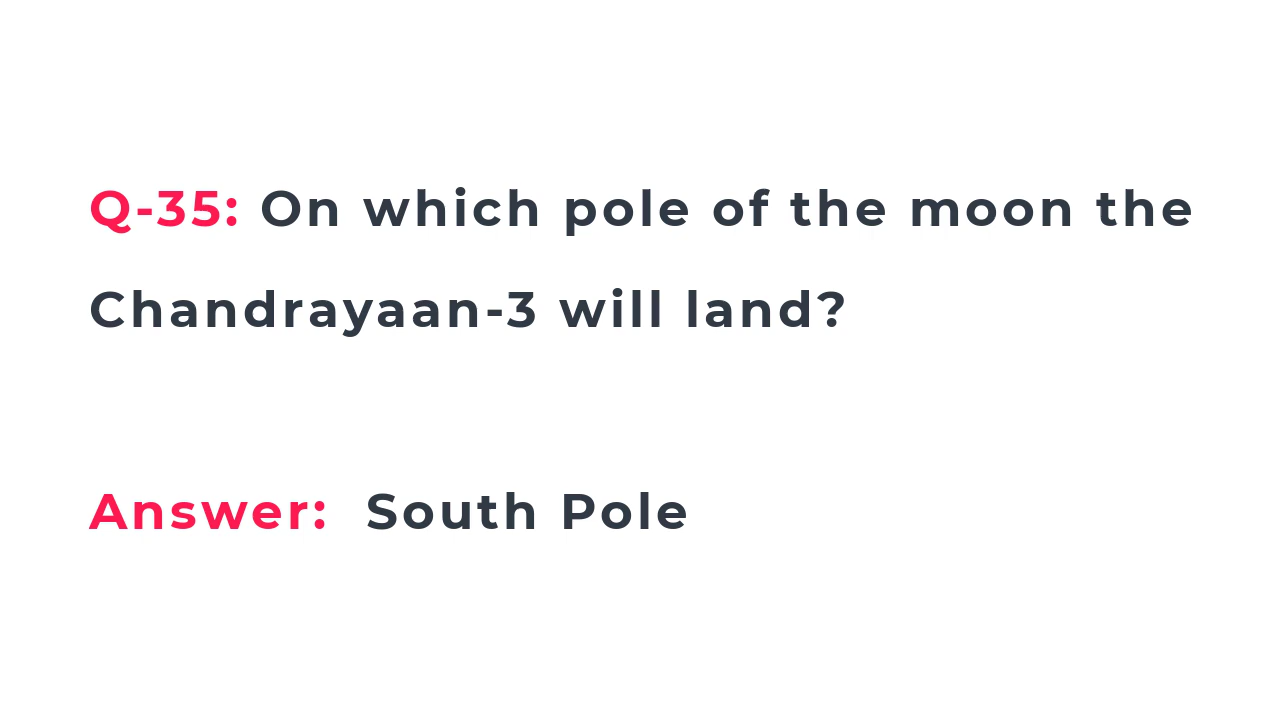 Q-35: On which pole of the moon the
Chandrayaan-3 will land?
Answer: South Pole